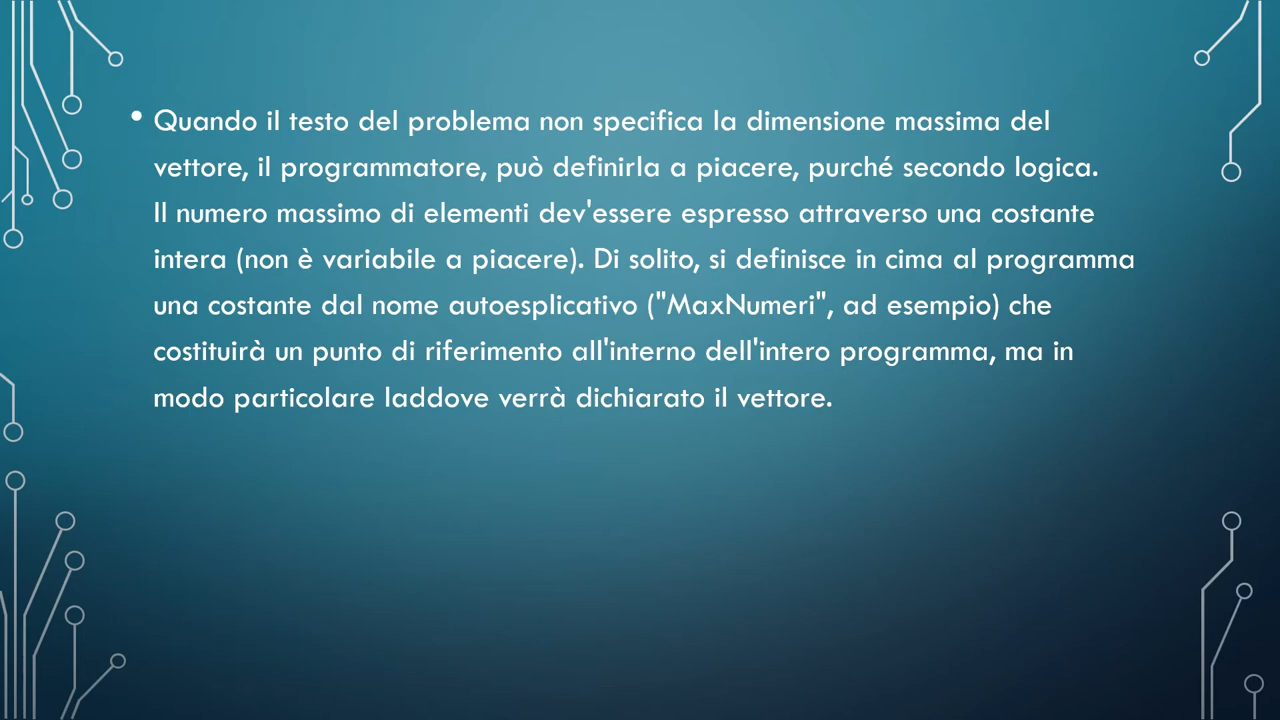 • Quando il testo del problema non specifica la dimensione massima del
vettore, il programmatore, può definirla a piacere, purché secondo logica.
Il numero massimo di elementi dev'essere espresso attraverso una costante
intera (non è variabile a piacere). Di solito, si definisce in cima al programma
una costante dal nome autoesplicativo ("MaxNumeri", ad esempio) che
costituirà un punto di riferimento all'interno dell'intero programma, ma in
modo particolare laddove verrà dichiarato il vettore.